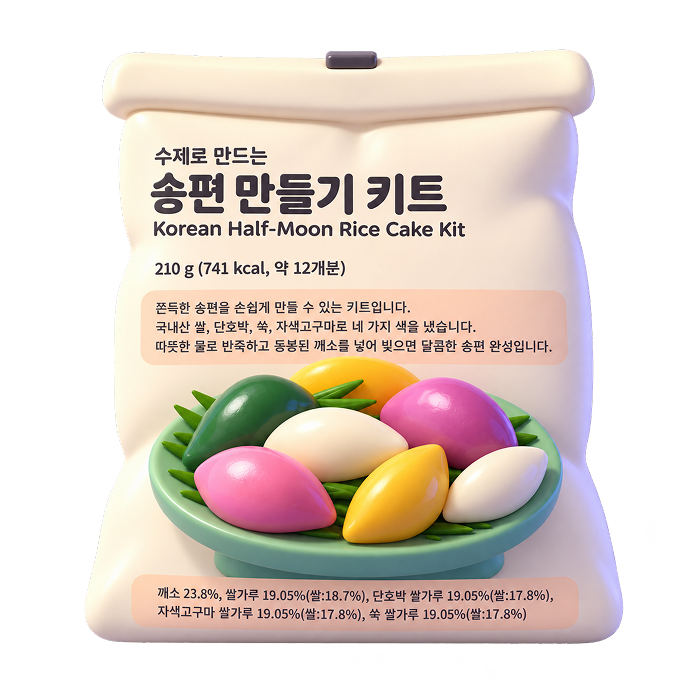 수제로 만드는
송편 만들기 키트
Korean Half-Moon Rice Cake Kit
210 g (741 kcal, 약 12개분)
쫀득한 송편을 손쉽게 만들 수 있는 키트입니다.
국내산 쌀, 단호박, 쑥, 자색고구마로 네 가지 색을 냈습니다.
따뜻한 물로 반죽하고 동봉된 깨소를 넣어 빚으면 달콤한 송편 완성입니다.
깨소 23.8%, 쌀가루 19.05%(쌀:18.7%), 단호박 쌀가루 19.05%(쌀:17.8%),
자색고구마 쌀가루 19.05%(쌀:17.8%), 쑥 쌀가루 19.05%(쌀:17.8%)